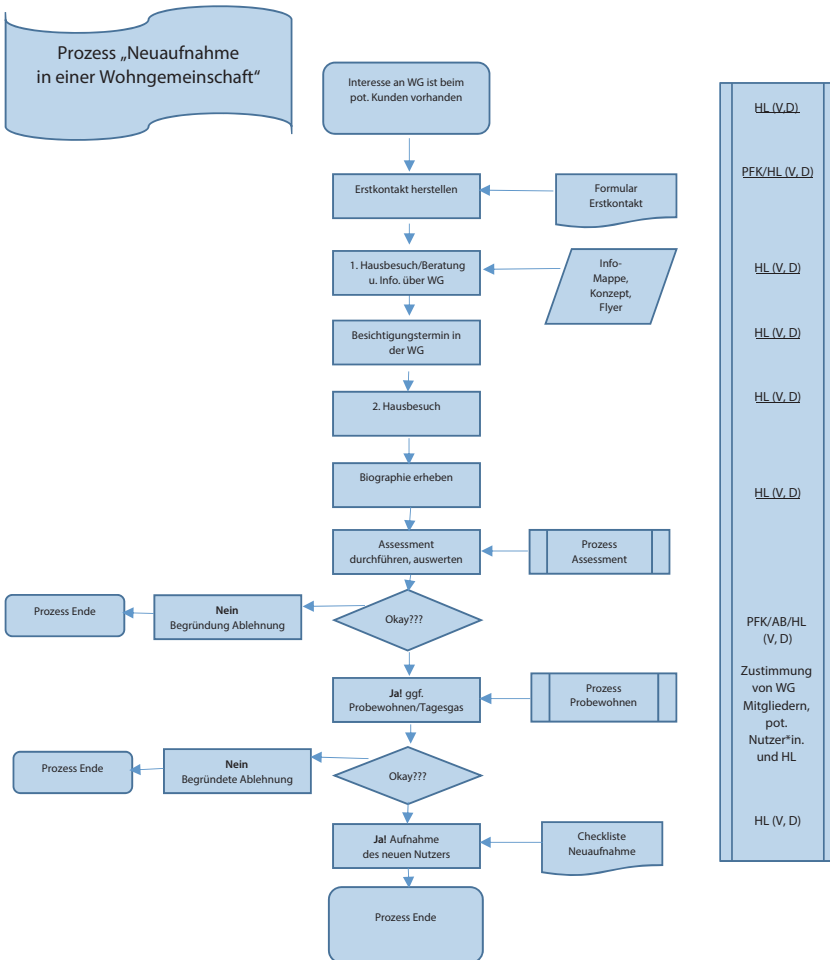 Prozess „Neuaufnahme
in einer Wohngemeinschaft“
Interesse an WG ist beim
pot. Kunden vorhanden
HL (V,D)
Erstkontakt herstellen
Formular
Erstkontakt
PFK/HL (V, D)
1. Hausbesuch/Beratung
u. Info. über WG
Info-
Mappe,
Konzept,
Flyer
HL (V, D)
Besichtigungstermin in
der WG
HL (V, D)
2. Hausbesuch
HL (V, D)
Biographie erheben
HL (V, D)
Assessment
durchführen, auswerten
Prozess
Assessment
Okay???
Nein
Begründung Ablehnung
Prozess Ende
PFK/AB/HL
(V, D)
Ja! ggf.
Probewohnen/Tagesgas
Prozess
Probewohnen
Zustimmung
von WG
Mitgliedern,
pot.
Nutzer*in.
und HL
Okay???
Nein
Begründete Ablehnung
Prozess Ende
Ja! Aufnahme
des neuen Nutzers
Checkliste
Neuaufnahme
HL (V, D)
Prozess Ende